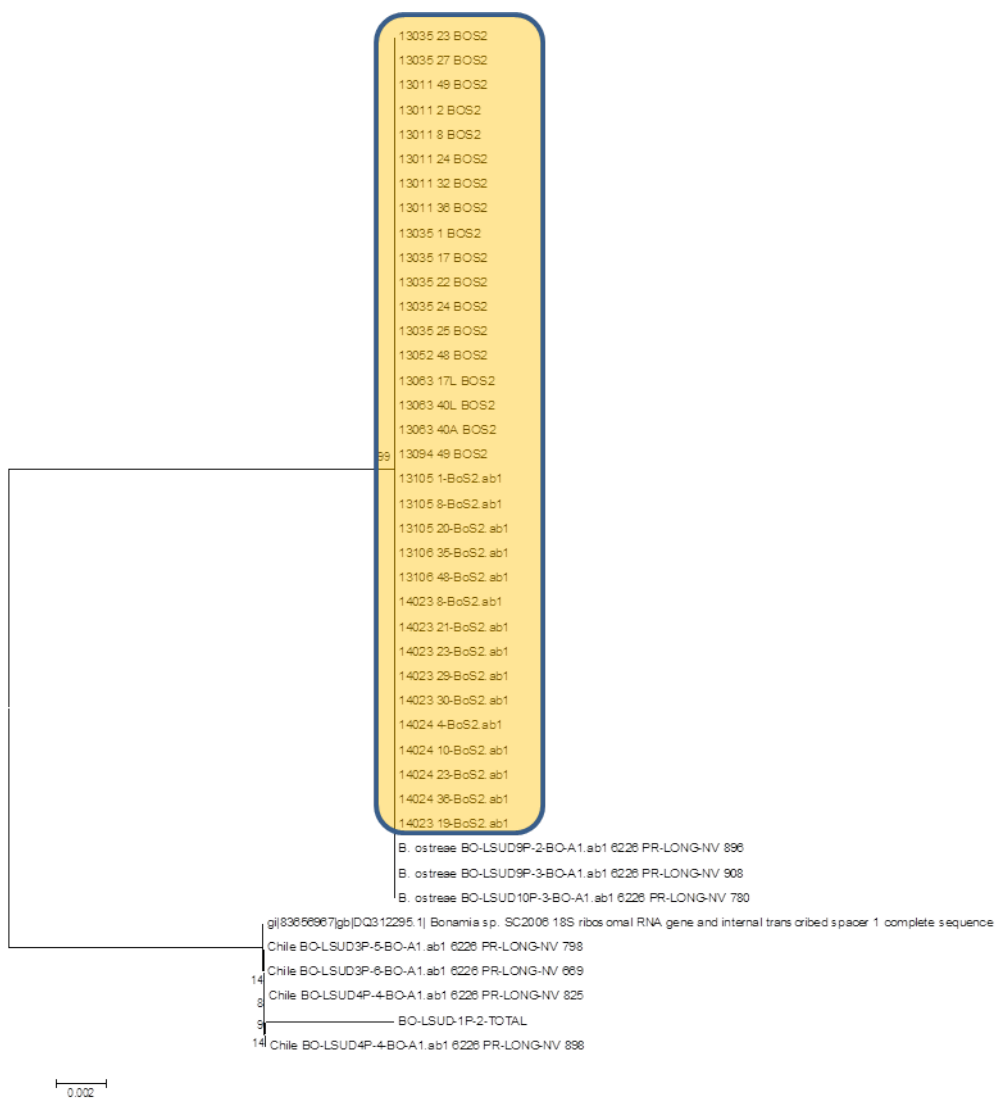 13035 23 BOS2
13035 27 BOS2
13011 49 BOS2
13011 2 BOS2
13011 8 BOS2
13011 24 BOS2
13011 32 BOS2
13011 36 BOS2
13035 1 BOS2
13035 17 BOS2
13035 22 BOS2
13035 24 BOS2
13035 25 BOS2
13052 48 BOS2
13063 17L BOS2
13063 40L BOS2
13063 40A BOS2
13094 49 BOS2
99
13105 1-BoS2.ab1
13105 8-BoS2.ab1
13105 20-BoS2.ab1
13106 35-BoS2.ab1
13106 48-BoS2.ab1
14023 8-BoS2.ab1
14023 21-BoS2.ab1
14023 23-BoS2.ab1
14023 29-BoS2.ab1
14023 30-BoS2.ab1
14024 4-BoS2.ab1
14024 10-BoS2.ab1
14024 23-BoS2.ab1
14024 36-BoS2.ab1
14023 19-BoS2.ab1
B. ostreae BO-LSUD9P-2-BO-A1.ab1 6226 PR-LONG-NV 896
B. ostreae BO-LSUD9P-3-BO-A1.ab1 6226 PR-LONG-NV 908
B. ostreae BO-LSUD10P-3-BO-A1.ab1 6226 PR-LONG-NV 780
gi|83656967|gb|DQ312295.1| Bonamia sp. SC2006 18S ribosomal RNA gene and internal transcribed spacer 1 complete sequence
Chile BO-LSUD3P-5-BO-A1.ab1 6226 PR-LONG-NV 798
Chile BO-LSUD3P-6-BO-A1.ab1 6226 PR-LONG-NV 669
14
Chile BO-LSUD4P-4-BO-A1.ab1 6226 PR-LONG-NV 825
8
BO-LSUD-1P-2-TOTAL
9
Chile BO-LSUD4P-4-BO-A1.ab1 6226 PR-LONG-NV 898
14
0.002